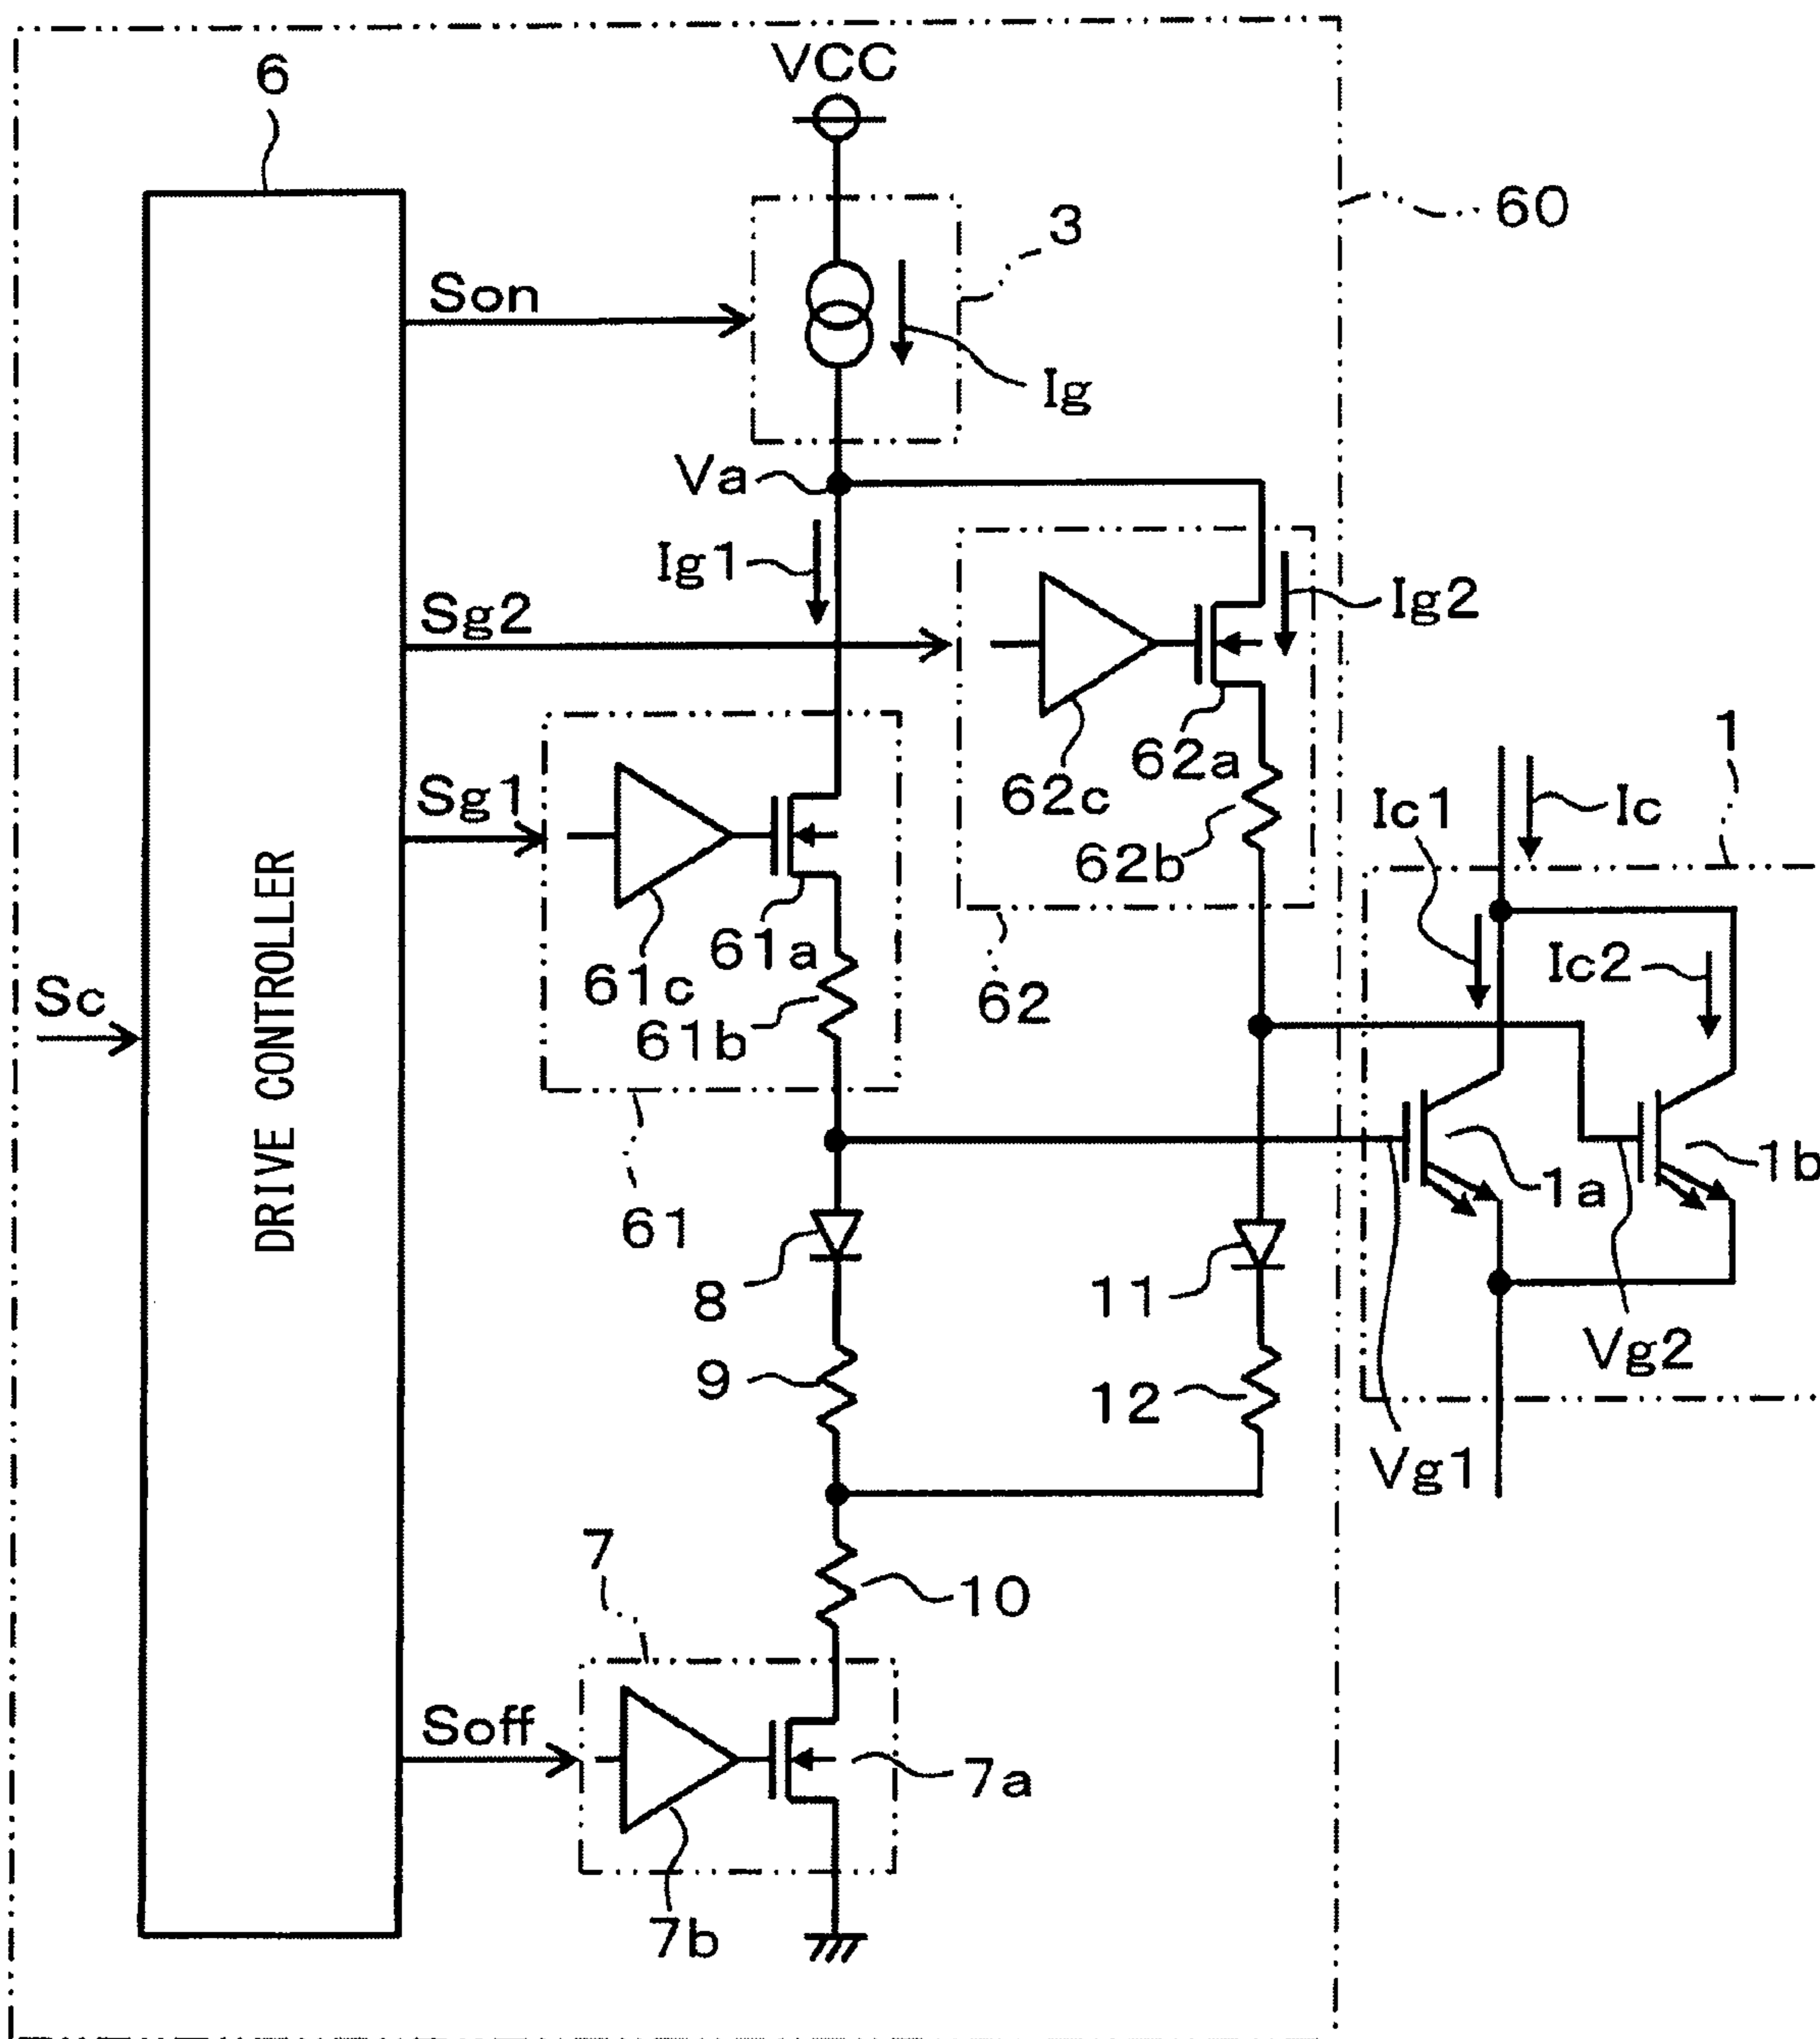 VCC
6
60
3
Son
Ig
Va
Ig1
Ig2
Sg2
1
62a
62c
Sg1
Ic1
Ic
62b
61a
Ic2
61c
62
Sc
61b
DRIVE CONTROLLER
1a
1b
61
8
11
Vg2
9
12
Vg1
7
10
Soff
7a
7b